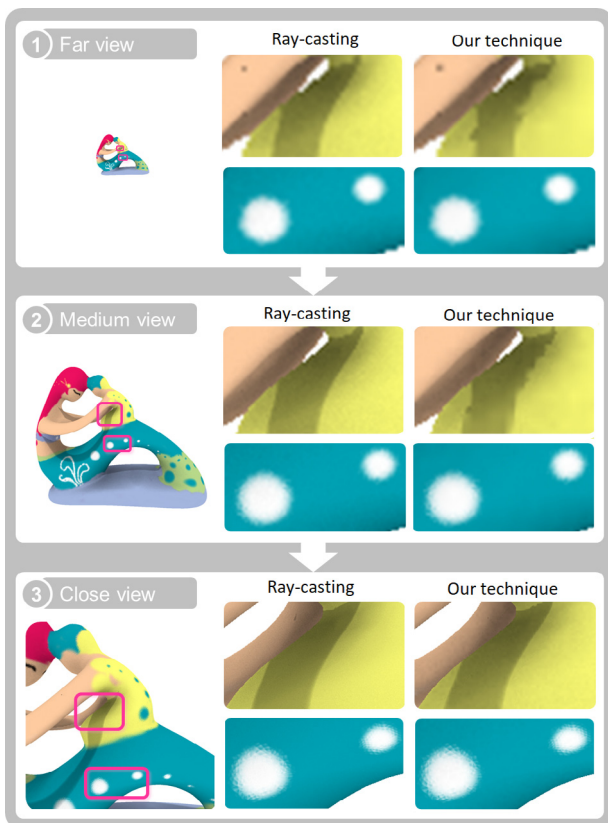 1 Far view
Ray-casting Our technique
2 Medium view
Ray-casting Our technique
3 Close view
Ray-casting Our technique